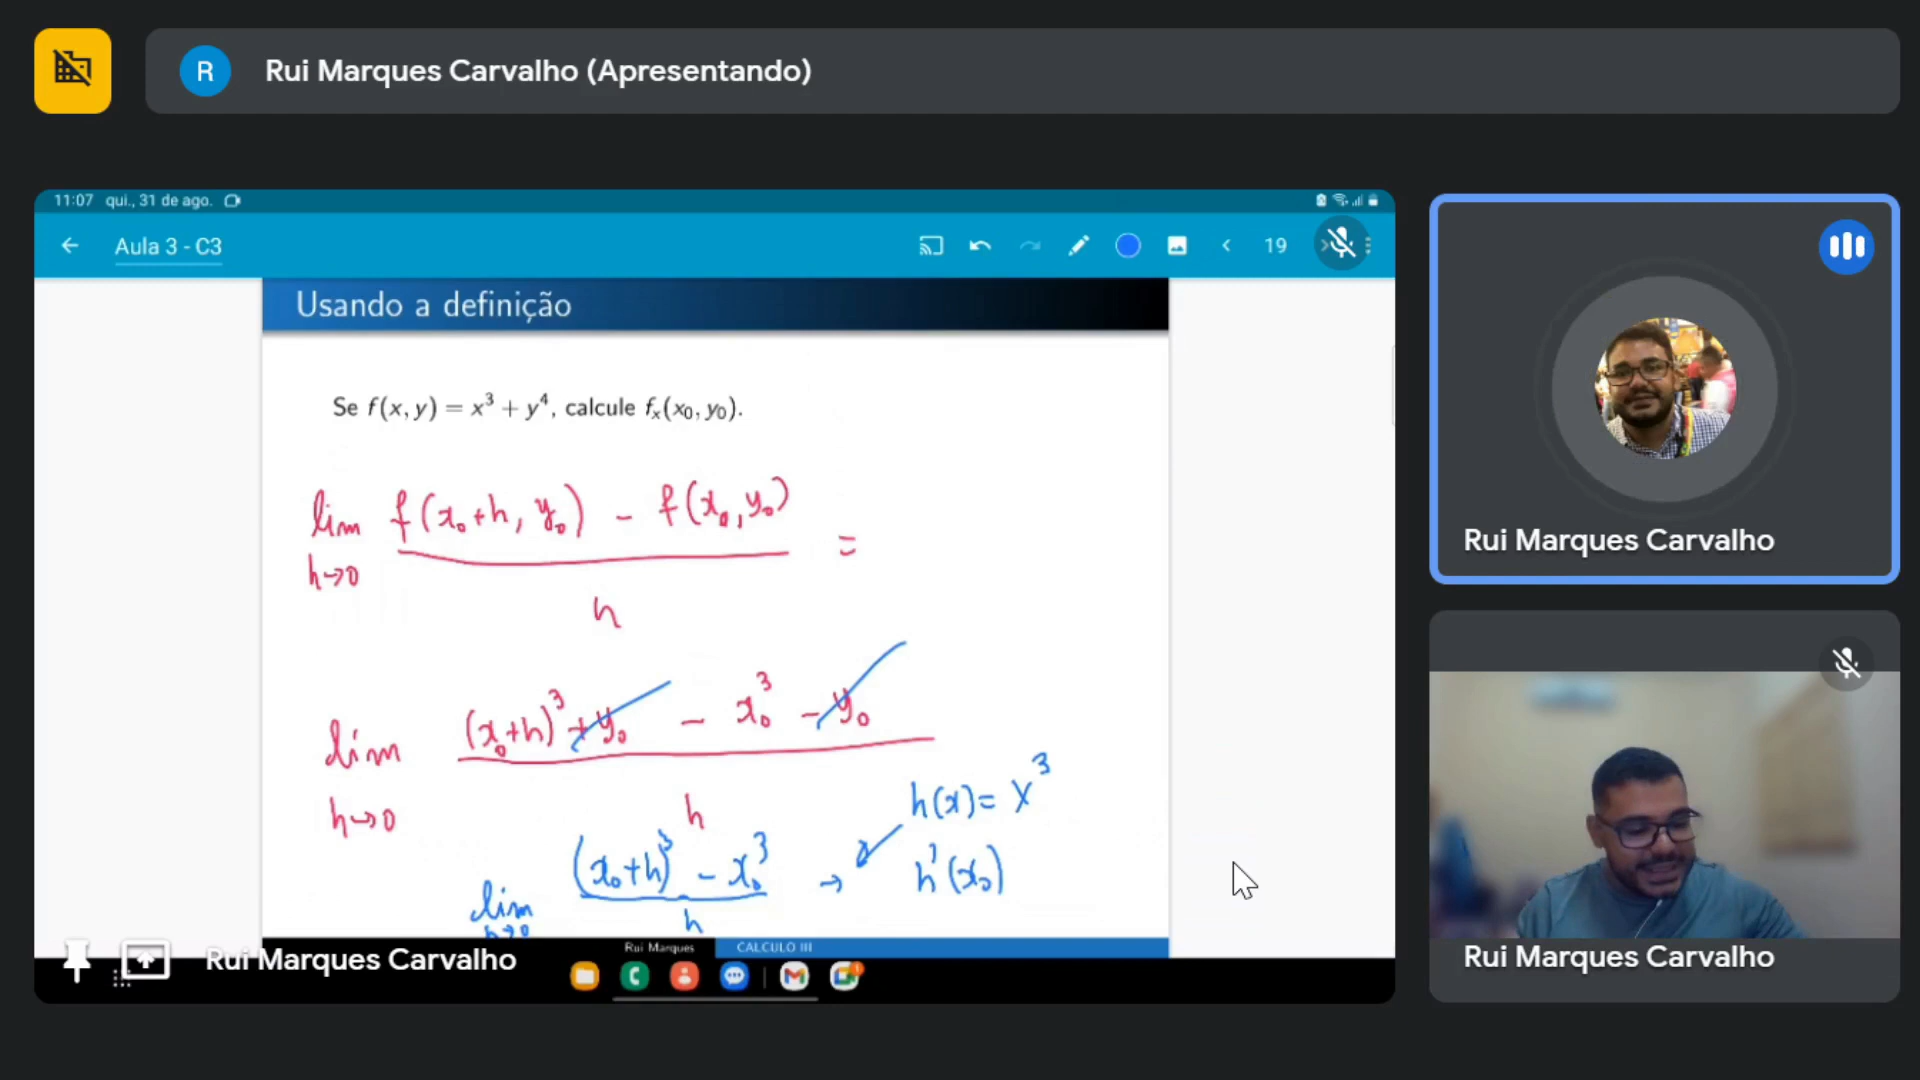 R Rui Marques Carvalho (Apresentando)
11:07 qui., 31 de ago.
Aula 3 - C3
19
Usando a definição
Se f(x, y) = x³ + y⁴, calcule fₓ(x₀, y₀).
lim f(x₀+h, y₀) - f(x₀, y₀) =
h→0
h
lim (x₀+h)³ + y₀ - x₀³ - y₀
h→0
h
h(x) = x³
lim (x₀+h)³ - x₀³ → h'(x₀)
h→0
h
Rui Marques CALCULO III
Rui Marques Carvalho
Rui Marques Carvalho
Rui Marques Carvalho